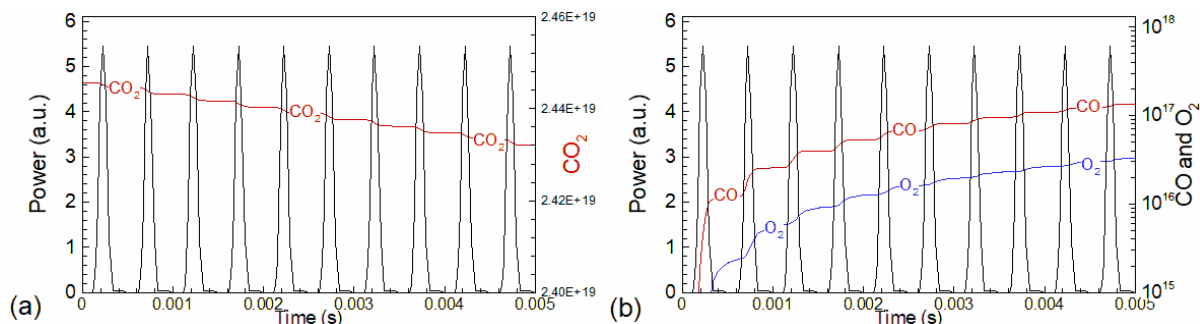 6
5
4
3
2
1
0
Power (a.u.)
CO2
CO2
CO2
2.46E+19
2.44E+19
2.42E+19
2.40E+19
CO2
0
0.001
0.002
0.003
0.004
0.005
Time (s)
(a)
6
5
4
3
2
1
0
Power (a.u.)
CO
CO
CO
O2
O2
O2
10^18
10^17
10^16
10^15
CO and O2
0
0.001
0.002
0.003
0.004
0.005
Time (s)
(b)